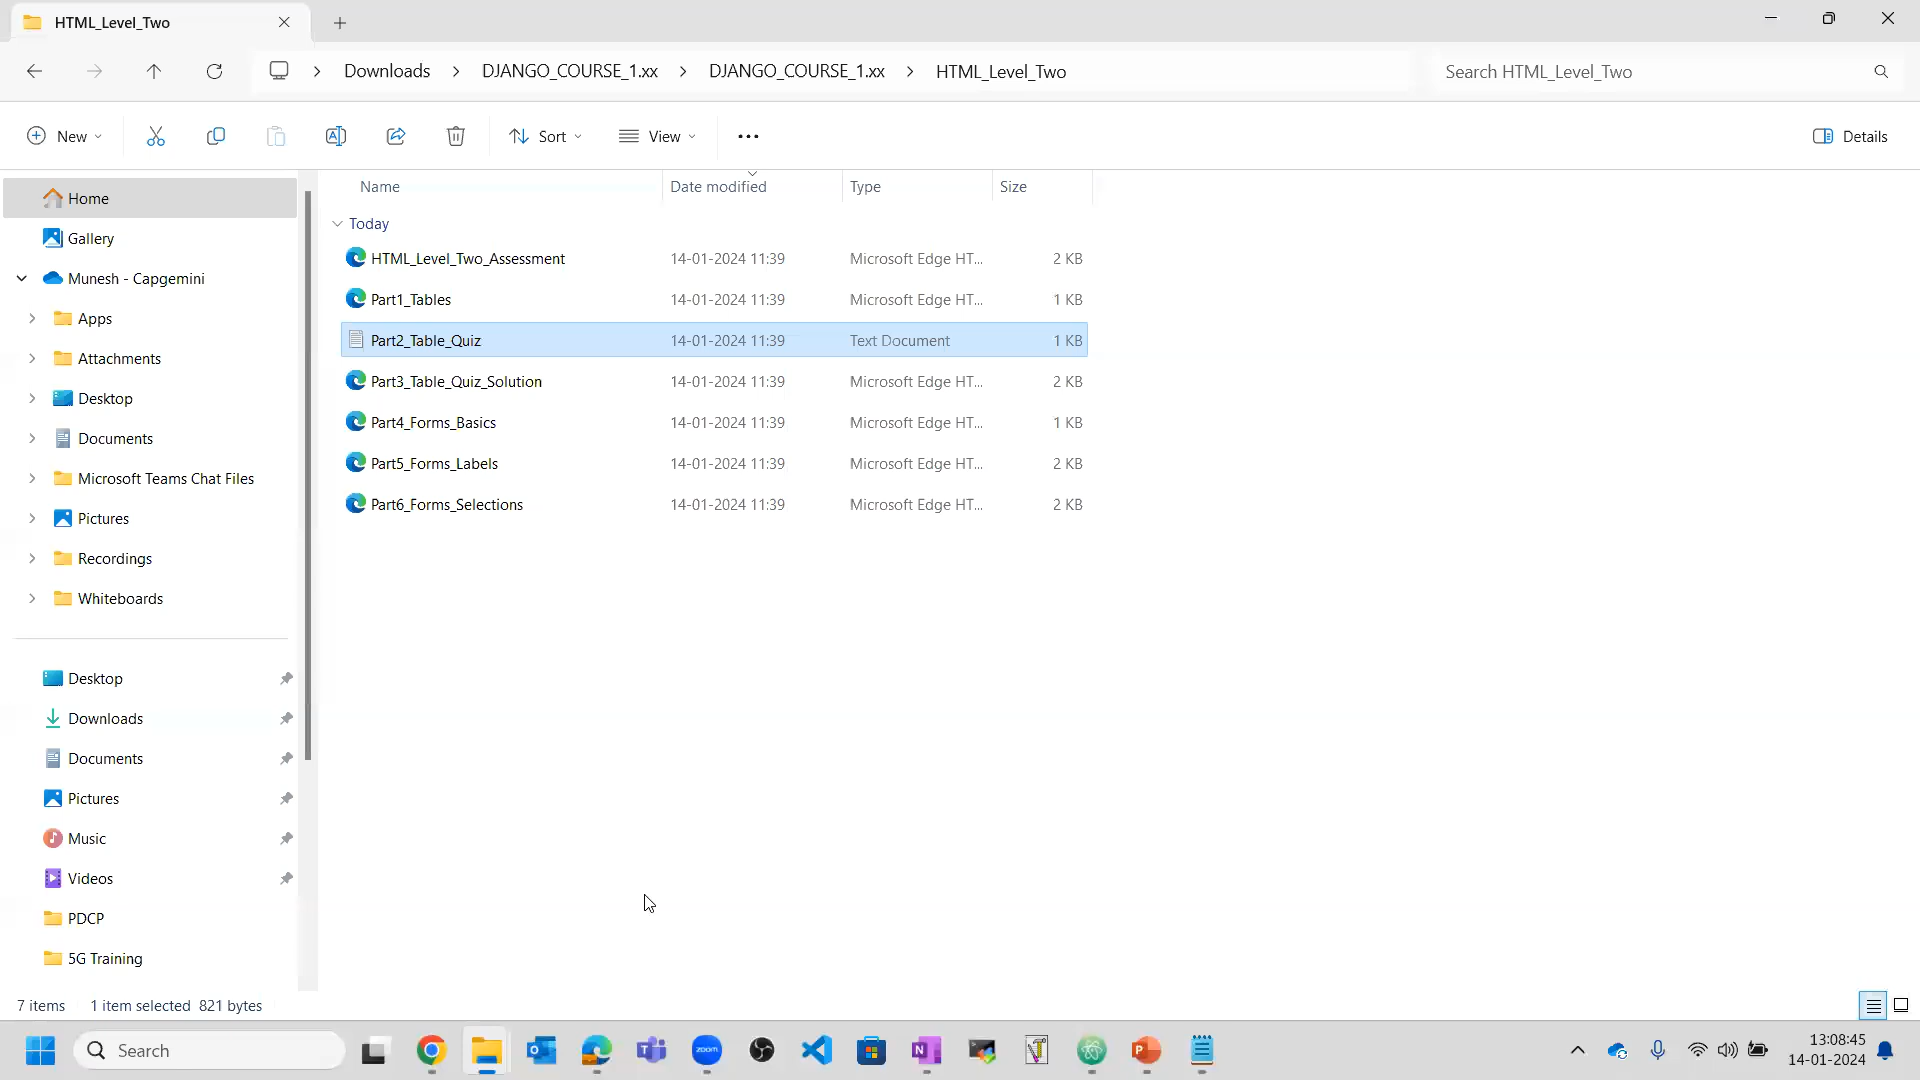 HTML_Level_Two
Downloads
DJANGO_COURSE_1.xx
DJANGO_COURSE_1.xx
HTML_Level_Two
Search HTML_Level_Two
New
Sort
View
Details
Name Date modified Type Size
Today
HTML_Level_Two_Assessment 14-01-2024 11:39 Microsoft Edge HT... 2 KB
Part1_Tables 14-01-2024 11:39 Microsoft Edge HT... 1 KB
Part2_Table_Quiz 14-01-2024 11:39 Text Document 1 KB
Part3_Table_Quiz_Solution 14-01-2024 11:39 Microsoft Edge HT... 2 KB
Part4_Forms_Basics 14-01-2024 11:39 Microsoft Edge HT... 1 KB
Part5_Forms_Labels 14-01-2024 11:39 Microsoft Edge HT... 2 KB
Part6_Forms_Selections 14-01-2024 11:39 Microsoft Edge HT... 2 KB
Home
Gallery
Munesh - Capgemini
Apps
Attachments
Desktop
Documents
Microsoft Teams Chat Files
Pictures
Recordings
Whiteboards
Desktop
Downloads
Documents
Pictures
Music
Videos
PDCP
5G Training
7 items 1 item selected 821 bytes
Search
zoom
13:08:45
14-01-2024